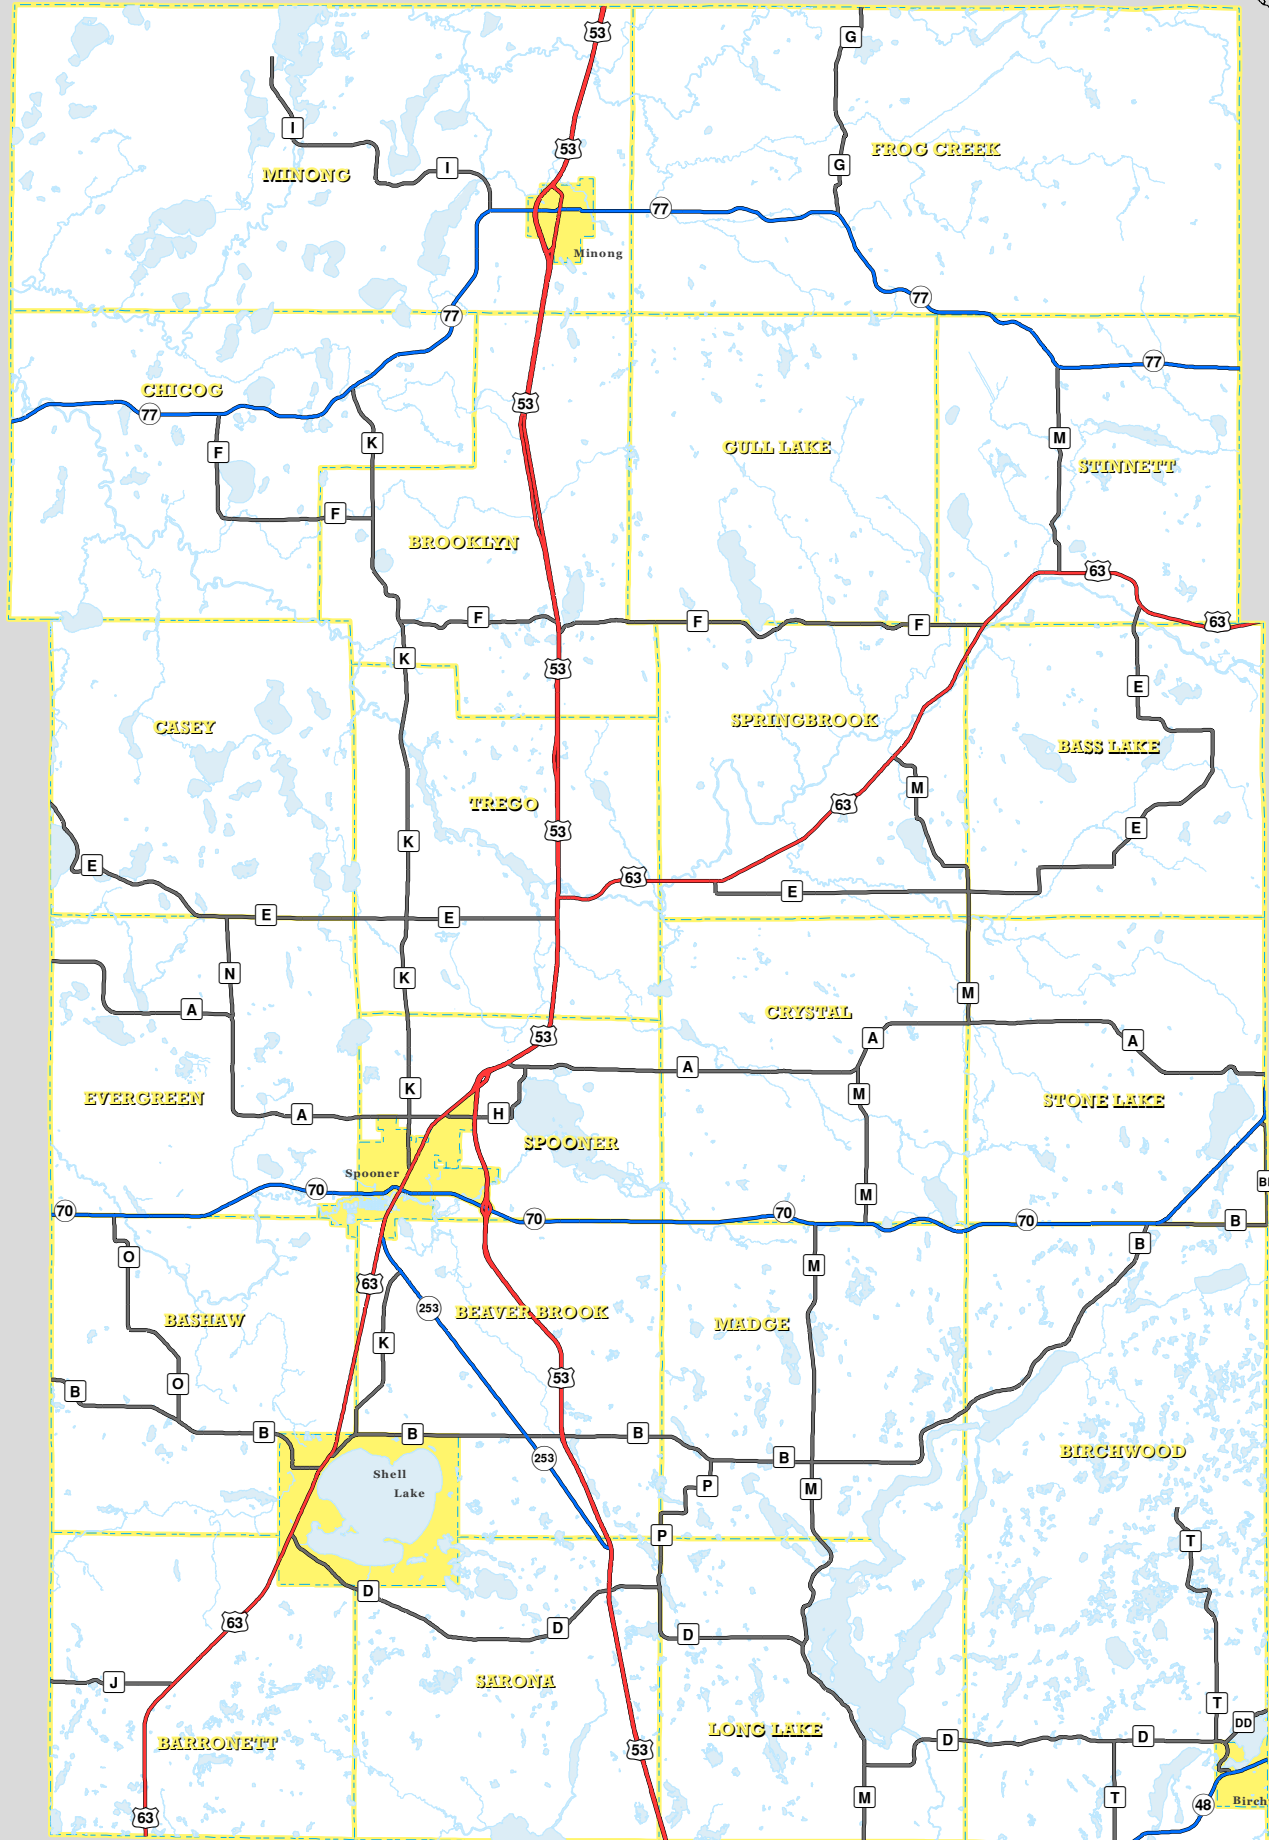 53
G
53
I
G
FROG CREEK
I
MINONG
77
Minong
77
77
77
CHICOG
53
77
K
M
GULL LAKE
F
STINNETT
F
BROOKLYN
63
F
F
F
63
K
53
E
SPRINGBROOK
CASEY
BASS LAKE
M
TREGO
63
53
E
K
E
63
E
E
E
N
K
M
A
CRYSTAL
53
A
A
A
K
M
EVERGREEN
STONE LAKE
A
H
SPOONER
Spooner
70
M
70
70
70
70
B
B
O
M
63
253
BEAVER BROOK
BASHAW
MADGE
K
53
O
B
B
B
B
BIRCHWOOD
253
B
Shell
P
Lake
M
P
T
D
63
D
D
SARONA
J
T
DD
LONG LAKE
BARRONETT
D
D
53
M
T
48
Birch
63